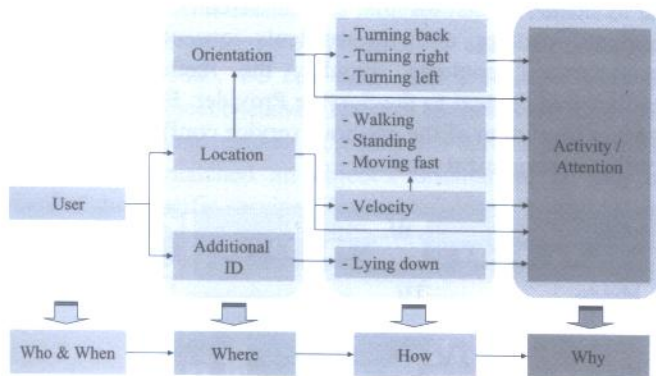 Orientation
- Turning back
- Turning right
- Turning left
- Walking
- Standing
- Moving fast
Activity /
Attention
Location
User
- Velocity
Additional
ID
- Lying down
Who & When
Where
How
Why